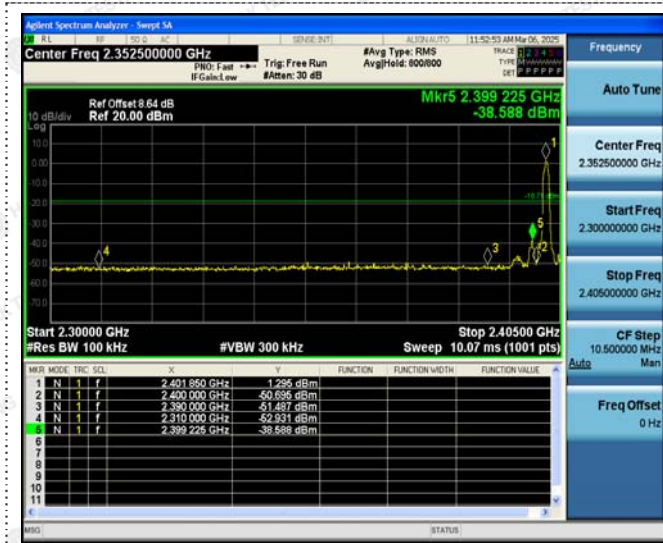 Agilent Spectrum Analyzer - Swept SA
RL RF 50 Ω AC SENSE:INT ALIGN AUTO 11:52:53 AM Mar 06, 2025
Center Freq 2.352500000 GHz
PNO: Fast
IFGain:Low
Trig: Free Run
#Atten: 30 dB
#Avg Type: RMS
Avg|Hold: 800/800
TRACE 1 2 3 4 5 6
TYPE M
DET P P P P P P
Frequency
Auto Tune
Mkr5 2.399 225 GHz
-38.588 dBm
Ref Offset 8.64 dB
Ref 20.00 dBm
10 dB/div
Log
10.0
0.00
-10.0
-20.0
-30.0
-40.0
-50.0
-60.0
-70.0
1
5
2
3
4
Start 2.30000 GHz
Stop 2.40500 GHz
#Res BW 100 kHz
#VBW 300 kHz
Sweep 10.07 ms (1001 pts)
Center Freq
2.352500000 GHz
Start Freq
2.300000000 GHz
Stop Freq
2.405000000 GHz
CF Step
10.500000 MHz
Auto Man
Freq Offset
0 Hz
MKR MODE TRC SCL X Y FUNCTION FUNCTION WIDTH FUNCTION VALUE
1 N 1 f 2.401 850 GHz 1.295 dBm
2 N 1 f 2.400 000 GHz -50.695 dBm
3 N 1 f 2.390 000 GHz -51.487 dBm
4 N 1 f 2.310 000 GHz -52.931 dBm
5 N 1 f 2.399 225 GHz -38.588 dBm
6
7
8
9
10
11
MSG
STATUS